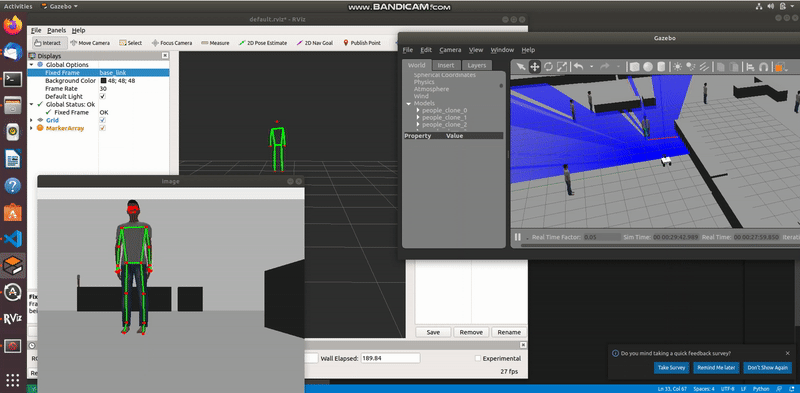 Activities
Gazebo
www.BANDICAM.com
default.rviz* - RViz
File Panels Help
Interact Move Camera Select Focus Camera Measure 2D Pose Estimate 2D Nav Goal Publish Point
Displays
Global Options
Fixed Frame base_link
Background Color 48; 48; 48
Frame Rate 30
Default Light
Global Status: Ok
Fixed Frame OK
Grid
MarkerArray
Gazebo
File Edit Camera View Window Help
World Insert Layers
Spherical Coordinates
Physics
Atmosphere
Wind
Models
people_clone_0
people_clone_1
people_clone_2
Property Value
Real Time Factor: 0.05 Sim Time: 00:00:29:42.989 Real Time: 00:00:27:59.850 Iterati
Image
Fix
Fra
bei
Save Remove Rename
RO
Wall Elapsed: 189.84
Experimental
Re
27 fps
RViz
Do you mind taking a quick feedback survey?
Take Survey Remind Me later Don't Show Again
Ln 33, Col 67 Spaces: 4 UTF-8 LF Python